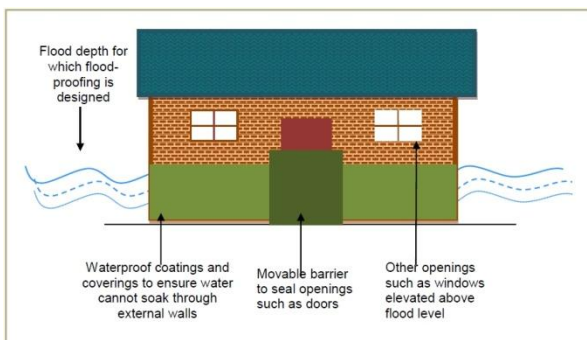 Flood depth for
which flood-
proofing is
designed
Waterproof coatings and
coverings to ensure water
cannot soak through
external walls
Movable barrier
to seal openings
such as doors
Other openings
such as windows
elevated above
flood level